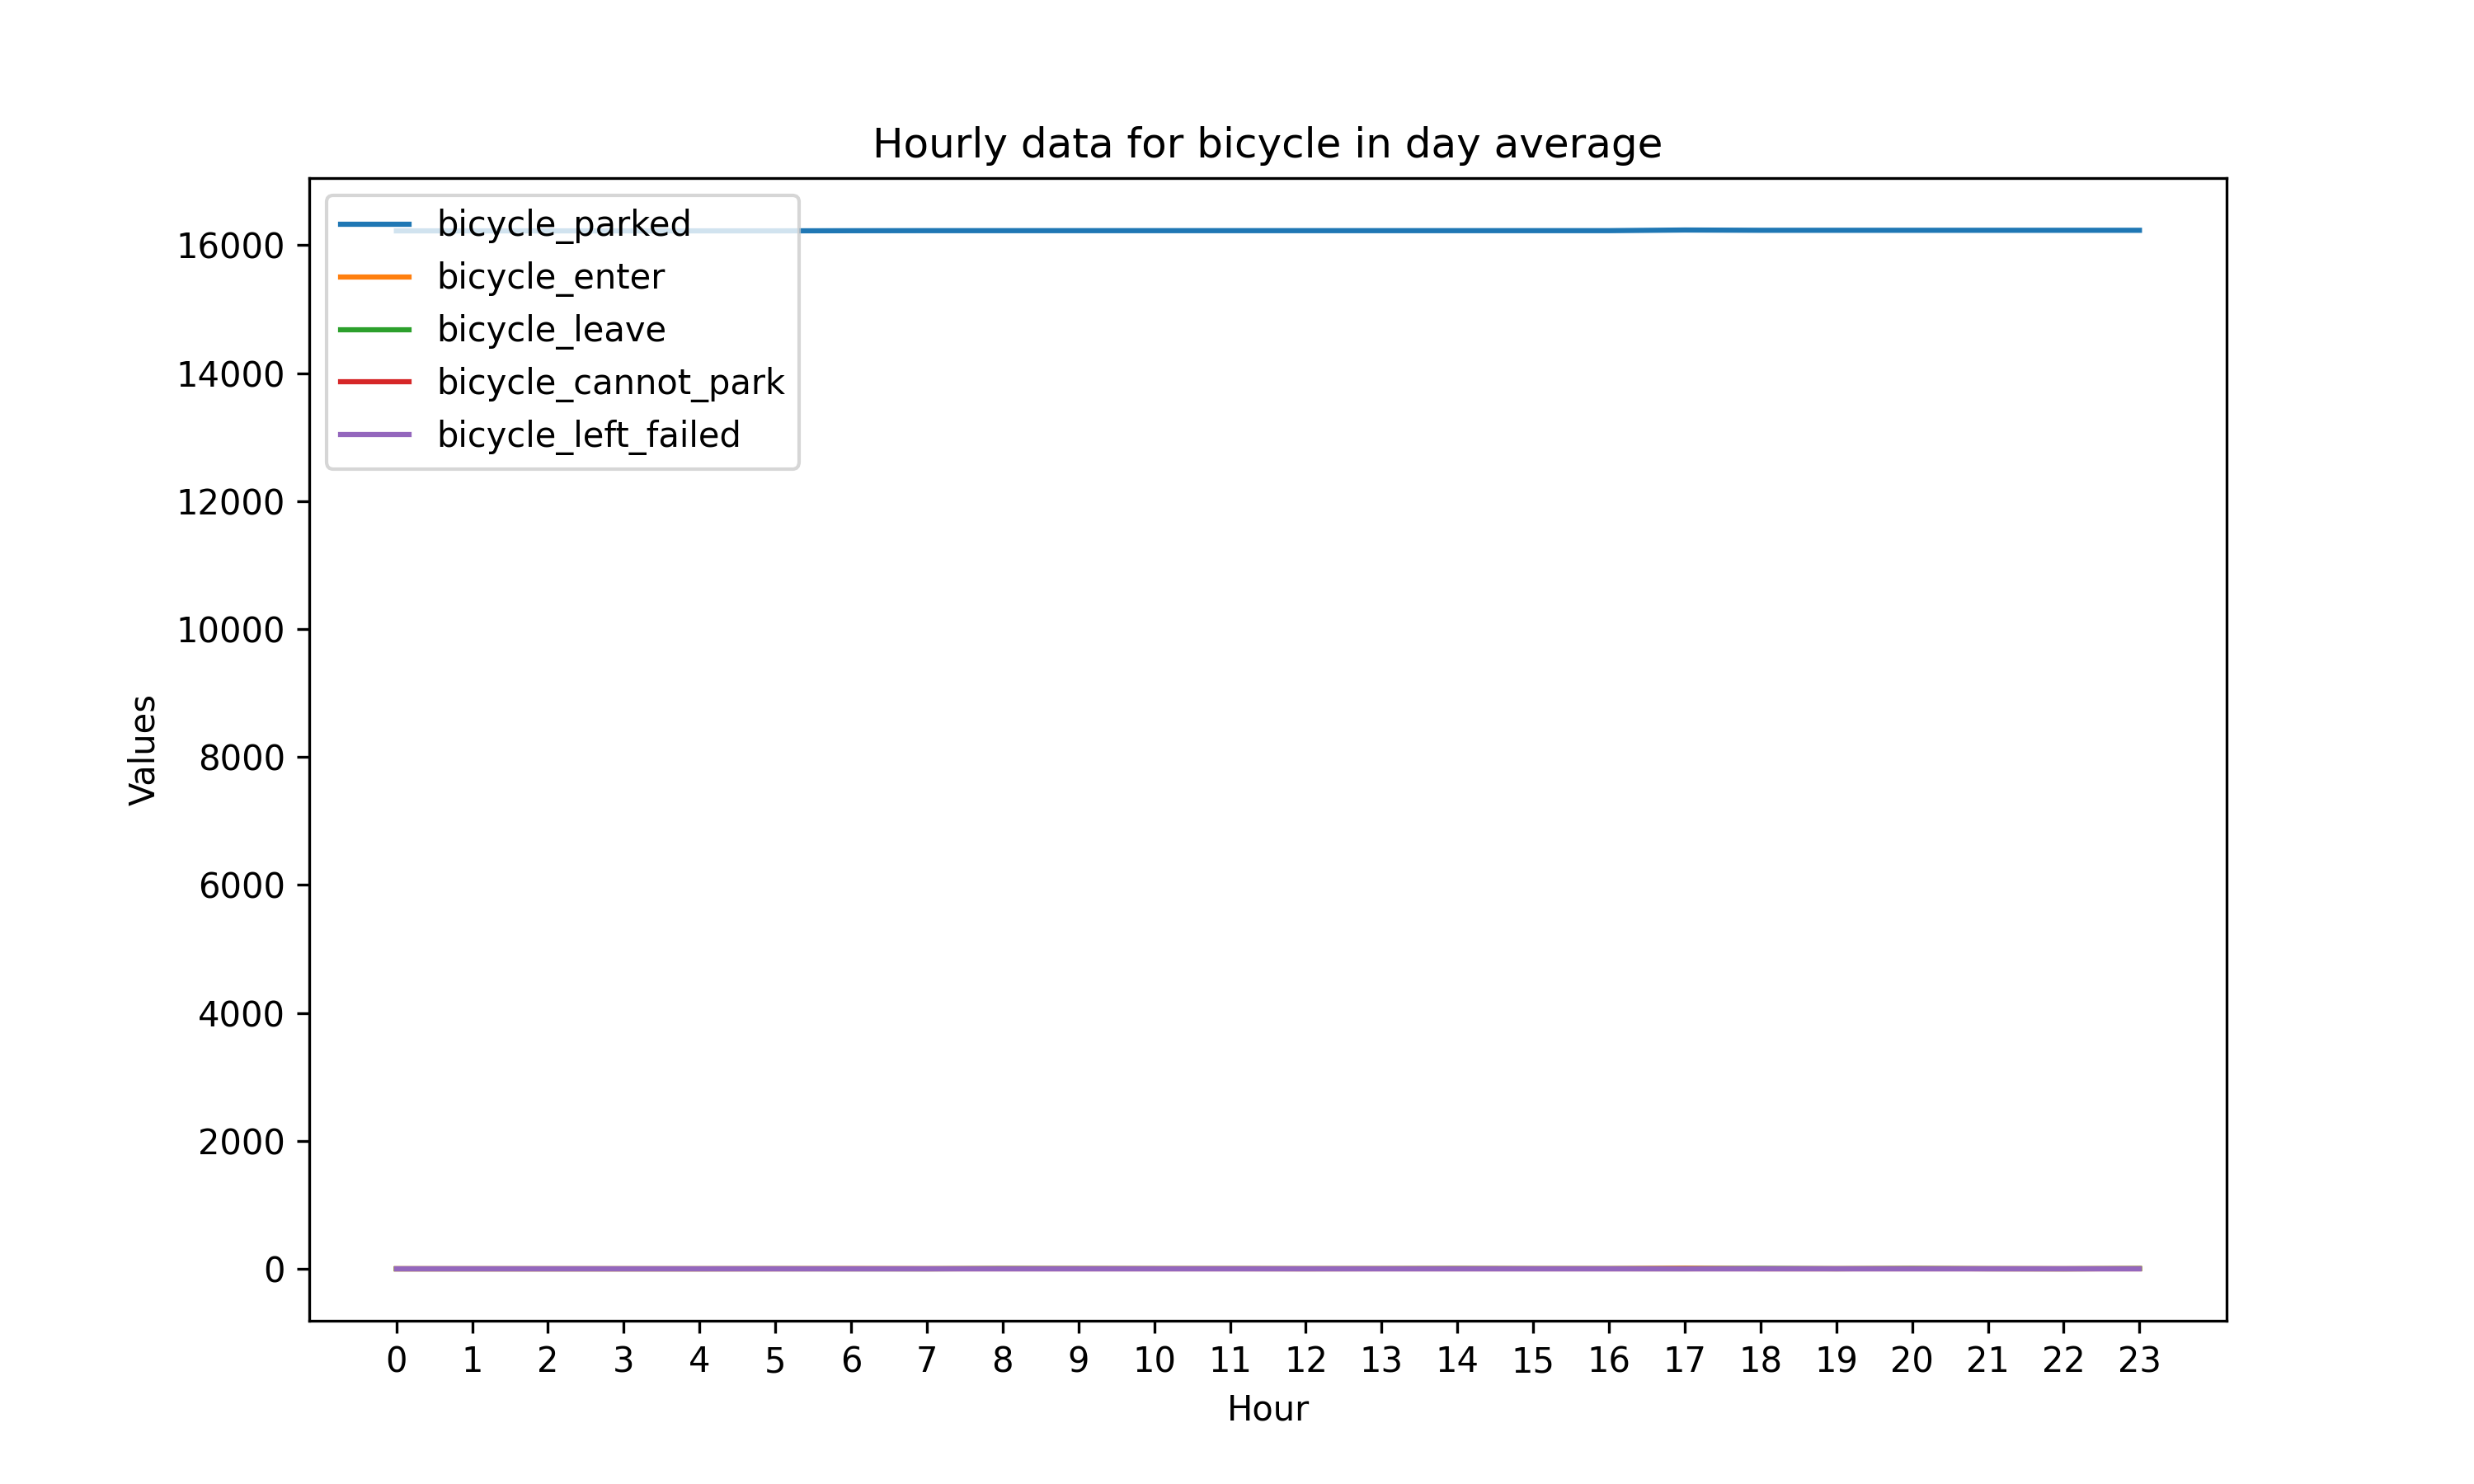 Hourly data for bicycle in day average
bicycle_parked
bicycle_enter
bicycle_leave
bicycle_cannot_park
bicycle_left_failed
16000
14000
12000
10000
8000
6000
4000
2000
0
Values
0 1 2 3 4 5 6 7 8 9 10 11 12 13 14 15 16 17 18 19 20 21 22 23
Hour